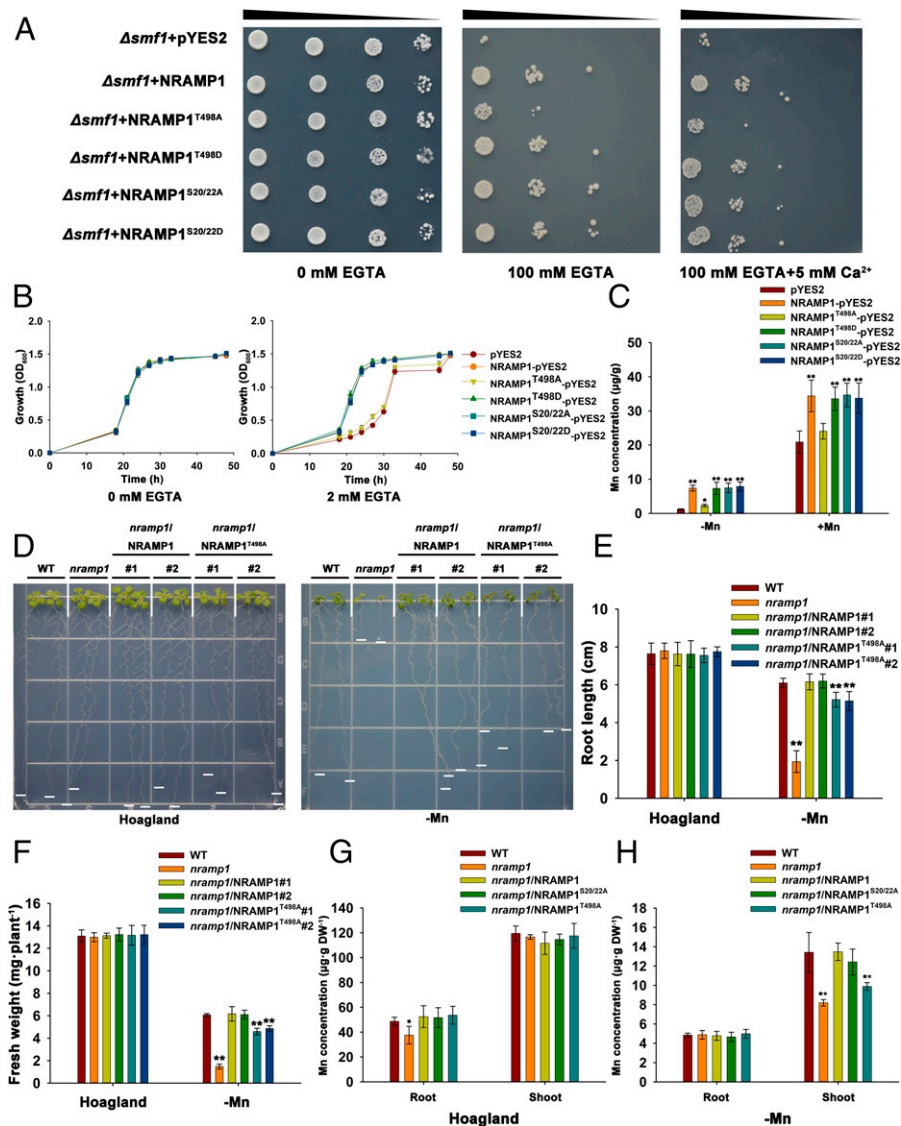 A
Δsmf1+pYES2
Δsmf1+NRAMP1
Δsmf1+NRAMP1T498A
Δsmf1+NRAMP1T498D
Δsmf1+NRAMP1S20/22A
Δsmf1+NRAMP1S20/22D
0 mM EGTA
100 mM EGTA
100 mM EGTA+5 mM Ca2+
B
Growth (OD600)
2.0
1.5
1.0
0.5
0.0
0 10 20 30 40 50
Time (h)
0 mM EGTA
Growth (OD600)
2.0
1.5
1.0
0.5
0.0
0 10 20 30 40 50
Time (h)
2 mM EGTA
pYES2
NRAMP1-pYES2
NRAMP1T498A-pYES2
NRAMP1T498D-pYES2
NRAMP1S20/22A-pYES2
NRAMP1S20/22D-pYES2
C
pYES2
NRAMP1-pYES2
NRAMP1T498A-pYES2
NRAMP1T498D-pYES2
NRAMP1S20/22A-pYES2
NRAMP1S20/22D-pYES2
Mn concentration (μg/g)
50
40
30
20
10
0
** * ** ** **
** ** ** **
-Mn +Mn
D
nramp1/ nramp1/
NRAMP1 NRAMP1T498A
WT nramp1 #1 #2 #1 #2
Hoagland
nramp1/ nramp1/
NRAMP1 NRAMP1T498A
WT nramp1 #1 #2 #1 #2
-Mn
E
WT
nramp1
nramp1/NRAMP1#1
nramp1/NRAMP1#2
nramp1/NRAMP1T498A#1
nramp1/NRAMP1T498A#2
Root length (cm)
10
8
6
4
2
0
** ** **
Hoagland -Mn
F
WT
nramp1
nramp1/NRAMP1#1
nramp1/NRAMP1#2
nramp1/NRAMP1T498A#1
nramp1/NRAMP1T498A#2
Fresh weight (mg·plant-1)
16
14
12
10
8
6
4
2
0
** ** **
Hoagland -Mn
G
WT
nramp1
nramp1/NRAMP1
nramp1/NRAMP1S20/22A
nramp1/NRAMP1T498A
Mn concentration (μg·g DW-1)
140
120
100
80
60
40
20
0
*
Root Shoot
Hoagland
H
WT
nramp1
nramp1/NRAMP1
nramp1/NRAMP1S20/22A
nramp1/NRAMP1T498A
Mn concentration (μg·g DW-1)
16
14
12
10
8
6
4
2
0
** **
Root Shoot
-Mn